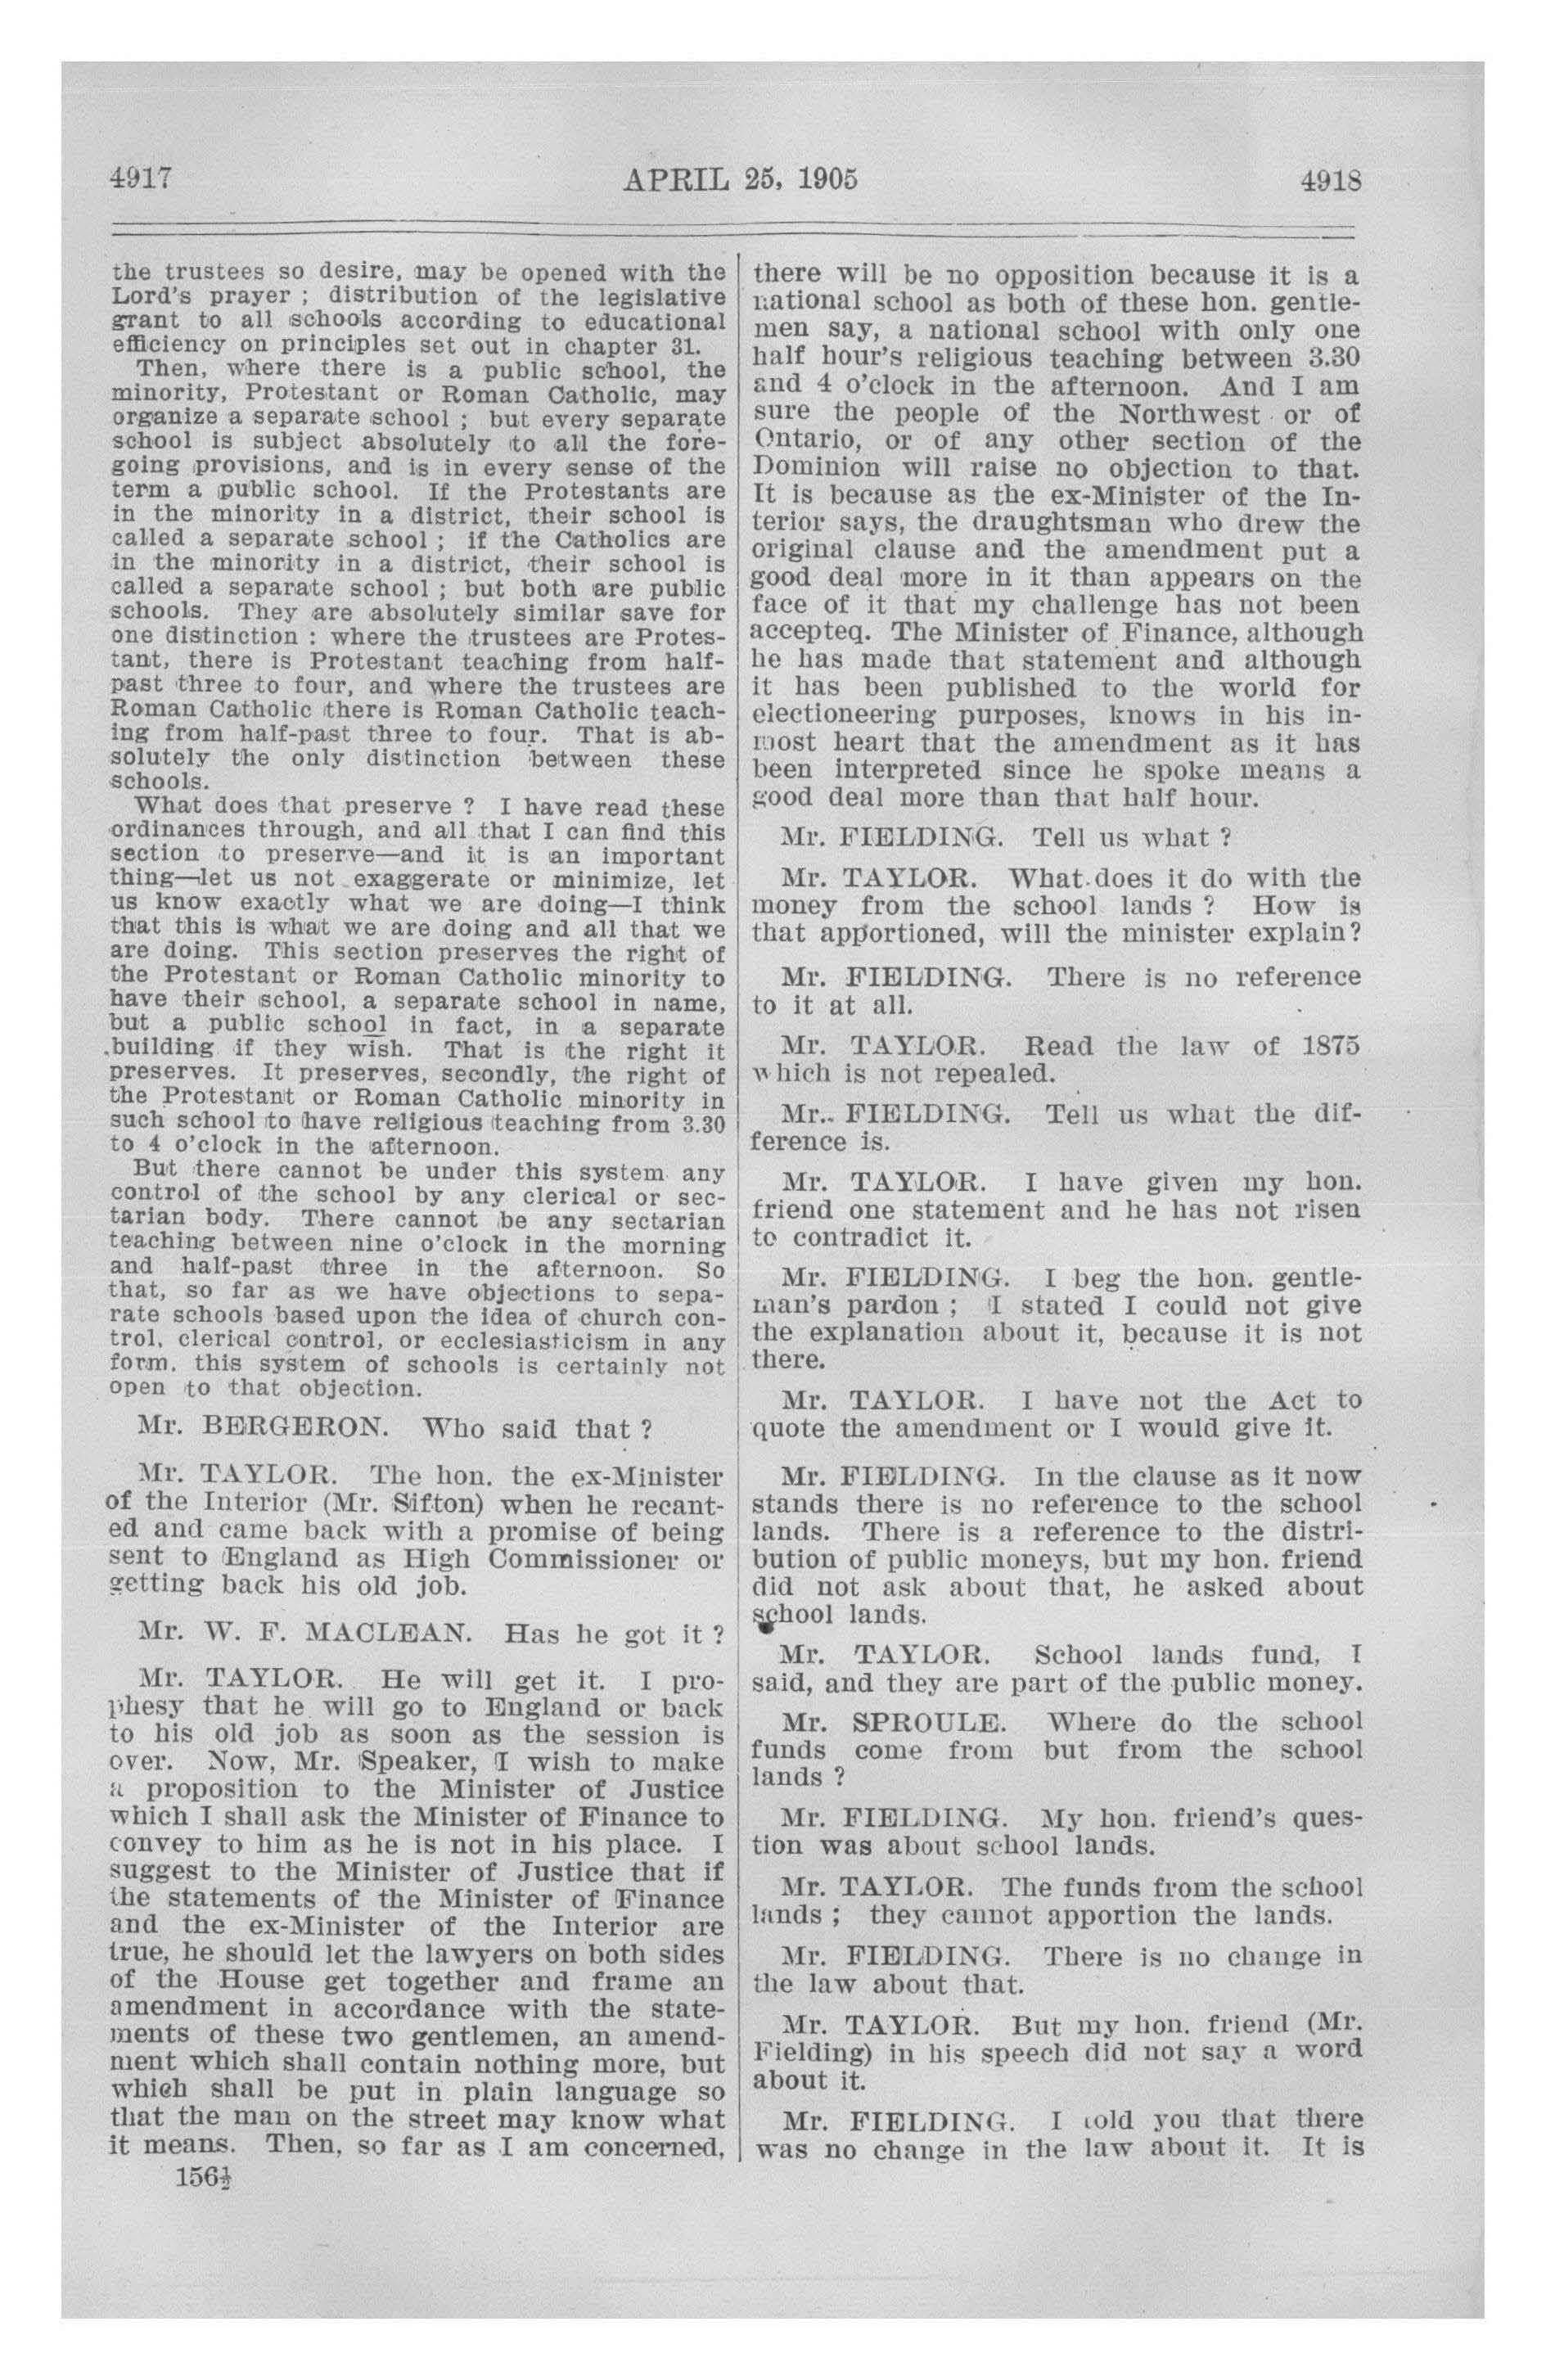 4917 APRIL 25, 1905 4918
the trustees so desire, may be opened with the
Lord's prayer ; distribution of the legislative
grant to all schools according to educational
efficiency on principles set out in chapter 31.
Then, where there is a public school, the
minority, Protestant or Roman Catholic, may
organize a separate school ; but every separate
school is subject absolutely to all the fore-
going provisions, and is in every sense of the
term a public school. If the Protestants are
in the minority in a district, their school is
called a separate school ; if the Catholics are
in the minority in a district, their school is
called a separate school ; but both are public
schools. They are absolutely similar save for
one distinction : where the trustees are Protes-
tant, there is Protestant teaching from half-
past three to four, and where the trustees are
Roman Catholic there is Roman Catholic teach-
ing from half-past three to four. That is ab-
solutely the only distinction between these
schools.
What does that preserve ? I have read these
ordinances through, and all that I can find this
section to preserve—and it is an important
thing—let us not exaggerate or minimize, let
us know exactly what we are doing—I think
that this is what we are doing and all that we
are doing. This section preserves the right of
the Protestant or Roman Catholic minority to
have their school, a separate school in name,
but a public school in fact, in a separate
building if they wish. That is the right it
preserves. It preserves, secondly, the right of
the Protestant or Roman Catholic minority in
such school to have religious teaching from 3.30
to 4 o'clock in the afternoon.
But there cannot be under this system any
control of the school by any clerical or sec-
tarian body. There cannot be any sectarian
teaching between nine o'clock in the morning
and half-past three in the afternoon. So
that, so far as we have objections to sepa-
rate schools based upon the idea of church con-
trol, clerical control, or ecclesiasticism in any
form, this system of schools is certainly not
open to that objection.
Mr. BERGERON. Who said that ?
Mr. TAYLOR. The hon. the ex-Minister
of the Interior (Mr. Sifton) when he recant-
ed and came back with a promise of being
sent to England as High Commissioner or
getting back his old job.
Mr. W. F. MACLEAN. Has he got it ?
Mr. TAYLOR. He will get it. I pro-
phesy that he will go to England or back
to his old job as soon as the session is
over. Now, Mr. Speaker, I wish to make
a proposition to the Minister of Justice
which I shall ask the Minister of Finance to
convey to him as he is not in his place. I
suggest to the Minister of Justice that if
the statements of the Minister of Finance
and the ex-Minister of the Interior are
true, he should let the lawyers on both sides
of the House get together and frame an
amendment in accordance with the state-
ments of these two gentlemen, an amend-
ment which shall contain nothing more, but
which shall be put in plain language so
that the man on the street may know what
it means. Then, so far as I am concerned,
156½
there will be no opposition because it is a
national school as both of these hon. gentle-
men say, a national school with only one
half hour's religious teaching between 3.30
and 4 o'clock in the afternoon. And I am
sure the people of the Northwest or of
Ontario, or of any other section of the
Dominion will raise no objection to that.
It is because as the ex-Minister of the In-
terior says, the draughtsman who drew the
original clause and the amendment put a
good deal more in it than appears on the
face of it that my challenge has not been
accepteq. The Minister of Finance, although
he has made that statement and although
it has been published to the world for
electioneering purposes, knows in his in-
most heart that the amendment as it has
been interpreted since he spoke means a
good deal more than that half hour.
Mr. FIELDING. Tell us what ?
Mr. TAYLOR. What does it do with the
money from the school lands ? How is
that apportioned, will the minister explain?
Mr. FIELDING. There is no reference
to it at all.
Mr. TAYLOR. Read the law of 1875
which is not repealed.
Mr. FIELDING. Tell us what the dif-
ference is.
Mr. TAYLOR. I have given my hon.
friend one statement and he has not risen
to contradict it.
Mr. FIELDING. I beg the hon. gentle-
man's pardon ; I stated I could not give
the explanation about it, because it is not
there.
Mr. TAYLOR. I have not the Act to
quote the amendment or I would give it.
Mr. FIELDING. In the clause as it now
stands there is no reference to the school
lands. There is a reference to the distri-
bution of public moneys, but my hon. friend
did not ask about that, he asked about
school lands.
Mr. TAYLOR. School lands fund, I
said, and they are part of the public money.
Mr. SPROULE. Where do the school
funds come from but from the school
lands ?
Mr. FIELDING. My hon. friend's ques-
tion was about school lands.
Mr. TAYLOR. The funds from the school
lands ; they cannot apportion the lands.
Mr. FIELDING. There is no change in
the law about that.
Mr. TAYLOR. But my hon. friend (Mr.
Fielding) in his speech did not say a word
about it.
Mr. FIELDING. I told you that there
was no change in the law about it. It is